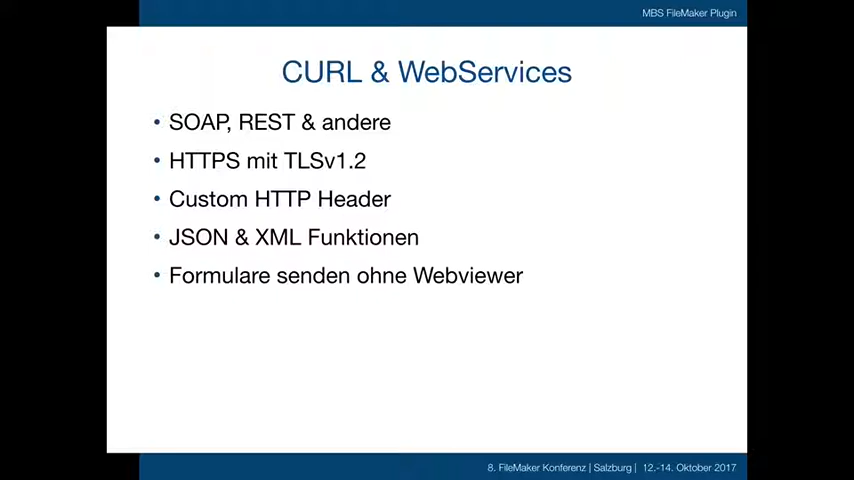 MBS FileMaker Plugin
CURL & WebServices
• SOAP, REST & andere
• HTTPS mit TLSv1.2
• Custom HTTP Header
• JSON & XML Funktionen
• Formulare senden ohne Webviewer
8. FileMaker Konferenz | Salzburg | 12.-14. Oktober 2017